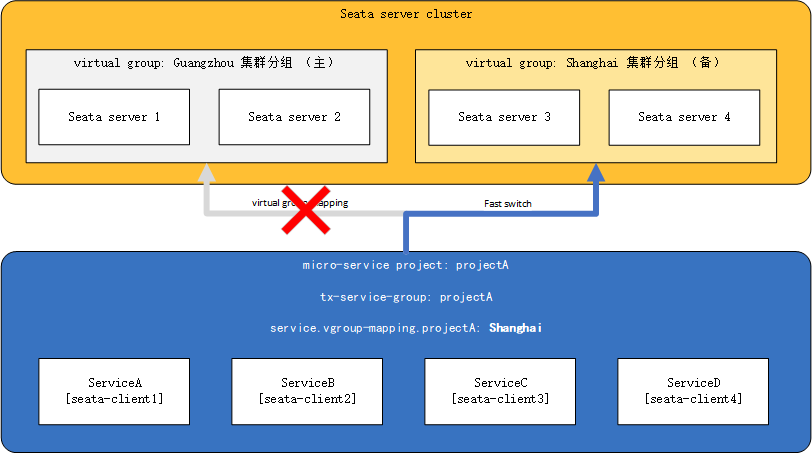 Seata server cluster
virtual group: Guangzhou 集群分组 （主）
virtual group: Shanghai 集群分组 （备）
Seata server 1
Seata server 2
Seata server 3
Seata server 4
virtual group mapping
Fast switch
micro-service project: projectA
tx-service-group: projectA
service.vgroup-mapping.projectA: Shanghai
ServiceA
[seata-client1]
ServiceB
[seata-client2]
ServiceC
[seata-client3]
ServiceD
[seata-client4]